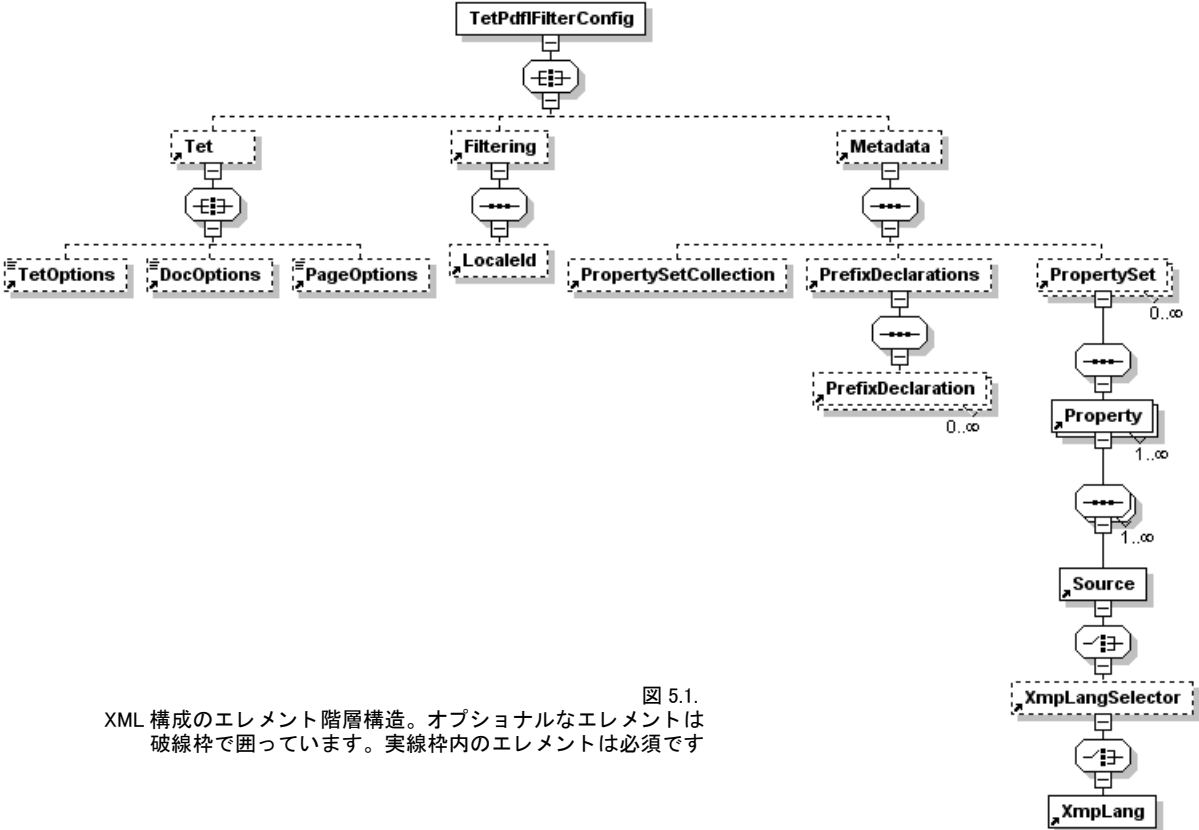 TetPdflFilterConfig
Tet
Filtering
Metadata
TetOptions
DocOptions
PageOptions
LocaleId
PropertySetCollection
PrefixDeclarations
PropertySet
0..∞
PrefixDeclaration
0..∞
Property
1..∞
1..∞
Source
XmpLangSelector
XmpLang
図 5.1.
XML 構成のエレメント階層構造。オプショナルなエレメントは
破線枠で囲っています。実線枠内のエレメントは必須です